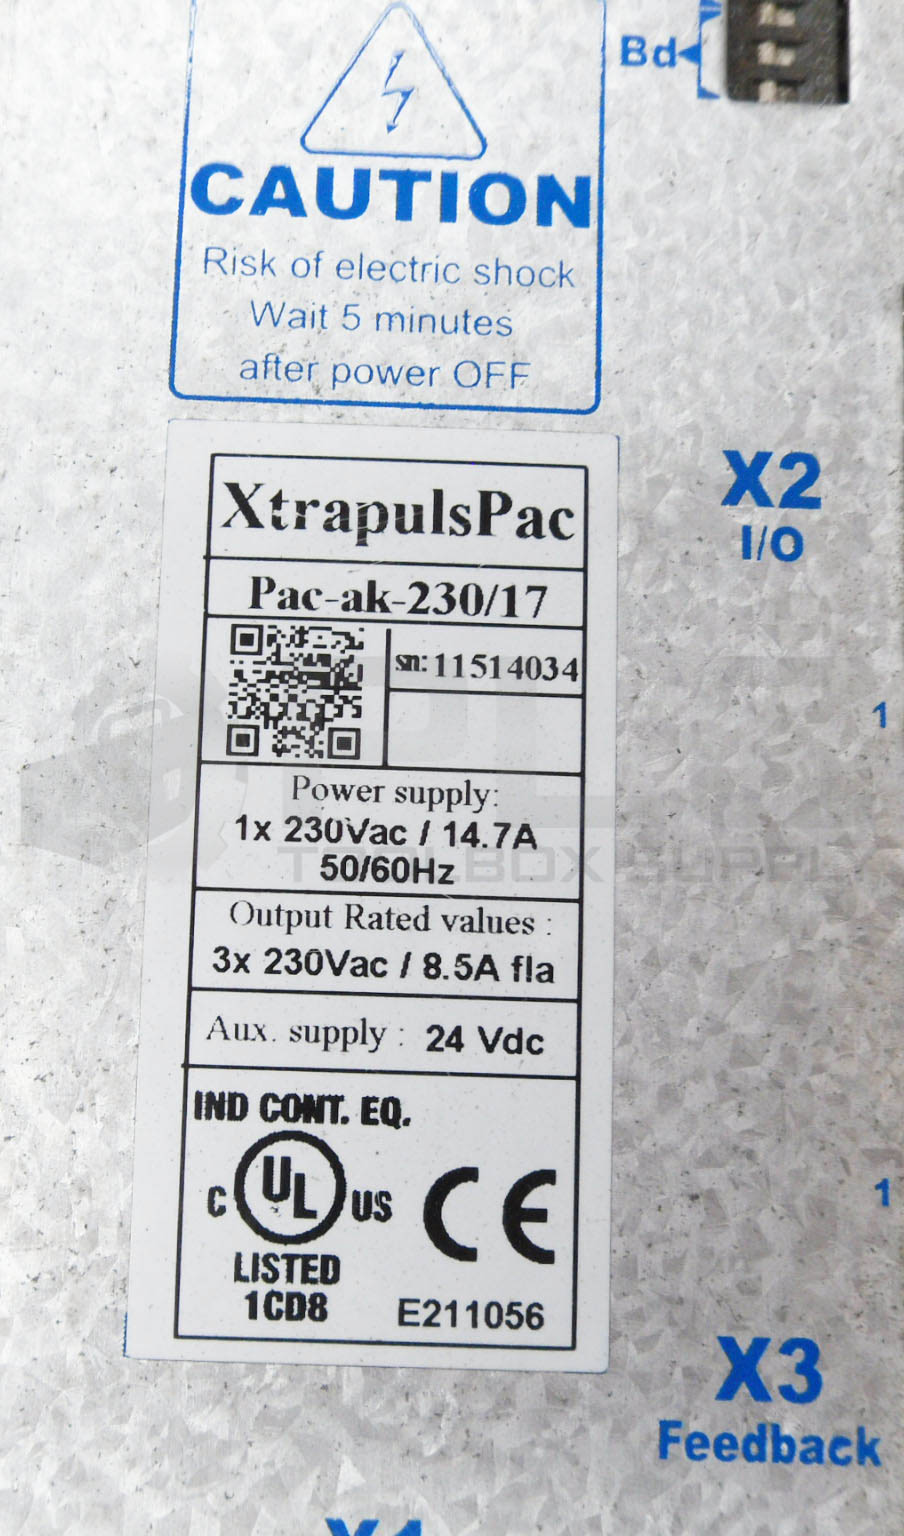 Bd
CAUTION
Risk of electric shock
Wait 5 minutes
after power OFF
XtrapulsPac
Pac-ak-230/17
sn: 11514034
Power supply:
1x 230Vac / 14.7A
50/60Hz
Output Rated values :
3x 230Vac / 8.5A fla
Aux. supply : 24 Vdc
IND CONT. EQ.
C UL US
LISTED
1CD8
CE
E211056
X2
I/O
1
1
X3
Feedback
TOOLBOX SUPPLY